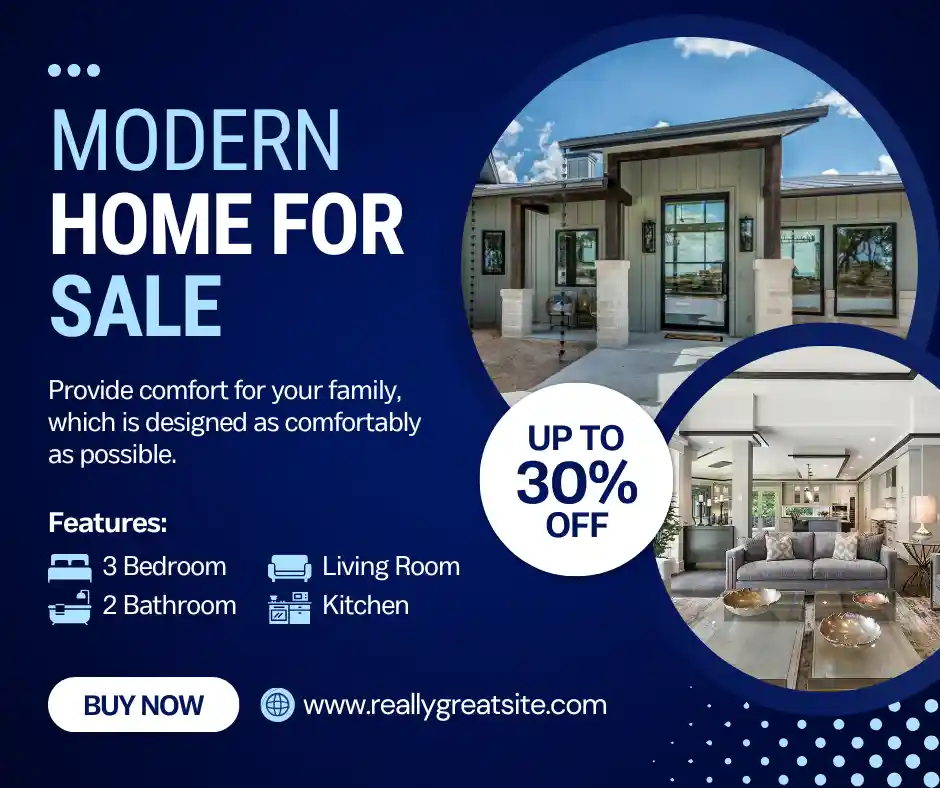 MODERN
HOME FOR
SALE
Provide comfort for your family,
which is designed as comfortably
as possible.
Features:
3 Bedroom
Living Room
2 Bathroom
Kitchen
UP TO
30%
OFF
BUY NOW
www.reallygreatsite.com